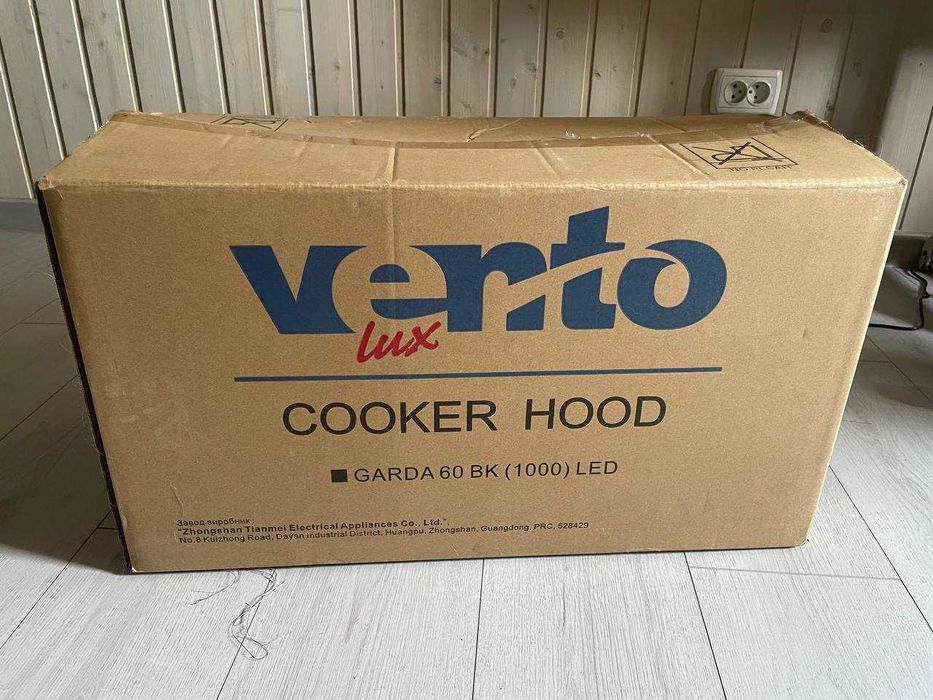 vento
lux
COOKER HOOD
GARDA 60 BK (1000) LED
Завод виробник:
"Zhongshan Tianmei Electrical Appliances Co., Ltd.",
No.8 Kuizhong Road, Dayan Industrial District, Huangpu, Zhongshan, Guangdong, PRC, 528429